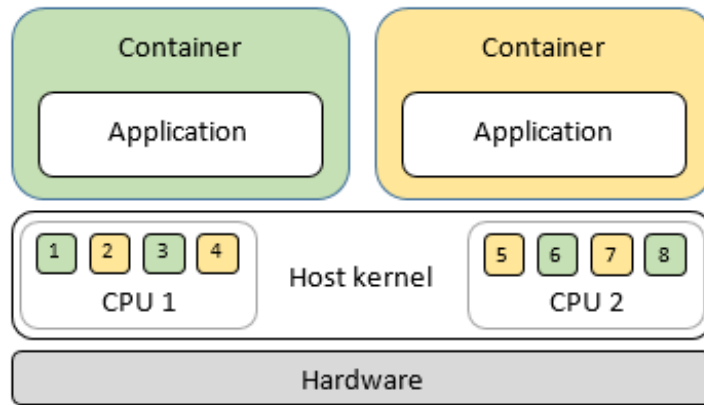 Container Container
Application Application
1 2 3 4 5 6 7 8
Host kernel
CPU 1 CPU 2
Hardware